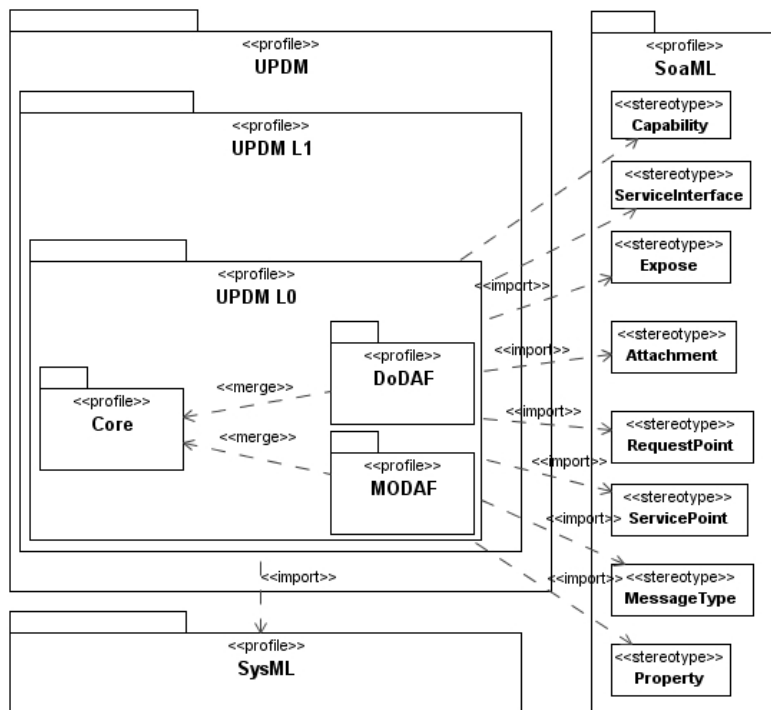 <<profile>>
UPDM
<<profile>>
UPDM L1
<<profile>>
UPDM L0
<<profile>>
DoDAF
<<merge>>
<<profile>>
Core
<<merge>>
<<profile>>
MODAF
<<import>>
<<profile>>
SysML
<<profile>>
SoaML
<<stereotype>>
Capability
<<stereotype>>
ServiceInterface
<<import>>
<<stereotype>>
Expose
<<import>>
<<stereotype>>
Attachment
<<import>>
<<stereotype>>
RequestPoint
<<import>>
<<stereotype>>
ServicePoint
<<import>>
<<stereotype>>
MessageType
<<import>>
<<stereotype>>
Property